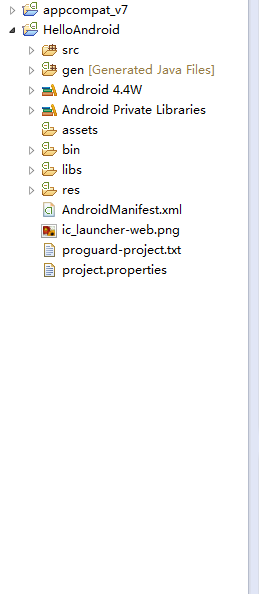 appcompat_v7
HelloAndroid
src
gen [Generated Java Files]
Android 4.4W
Android Private Libraries
assets
bin
libs
res
AndroidManifest.xml
ic_launcher-web.png
proguard-project.txt
project.properties